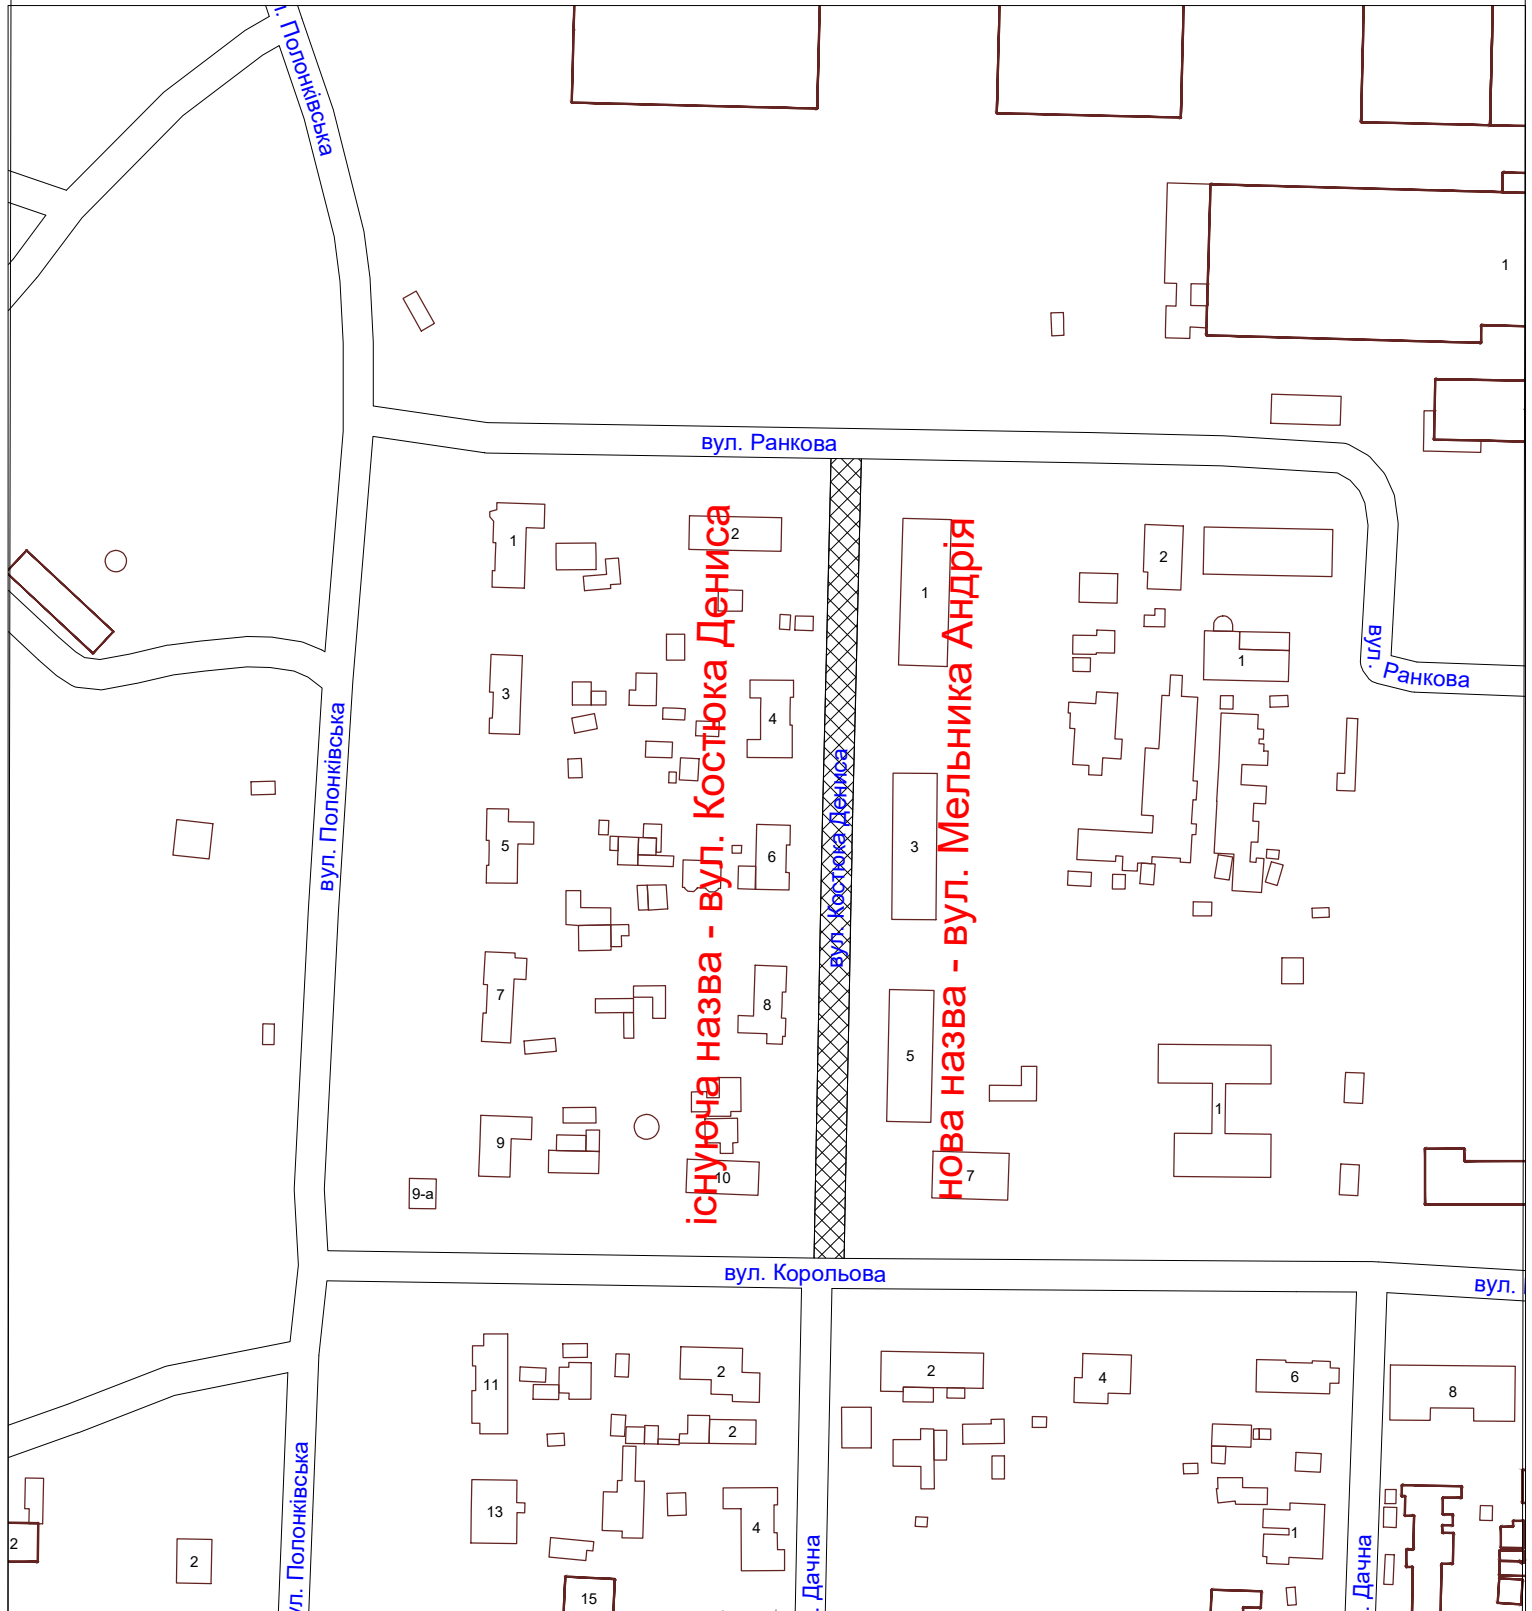 л. Полонківська
1
вул. Ранкова
існуюча назва - вул. Костюка Дениса
нова назва - вул. Мельника Андрія
1
2
1
2
1
вул.
Ранкова
3
4
вул. Полонківська
вул. Костюка Дениса
5
6
3
7
8
5
1
9
10
7
9-а
вул. Корольова
вул.
11
2
2
4
6
8
2
13
4
1
2
2
15
ул. Полонківська
. Дачна
. Дачна